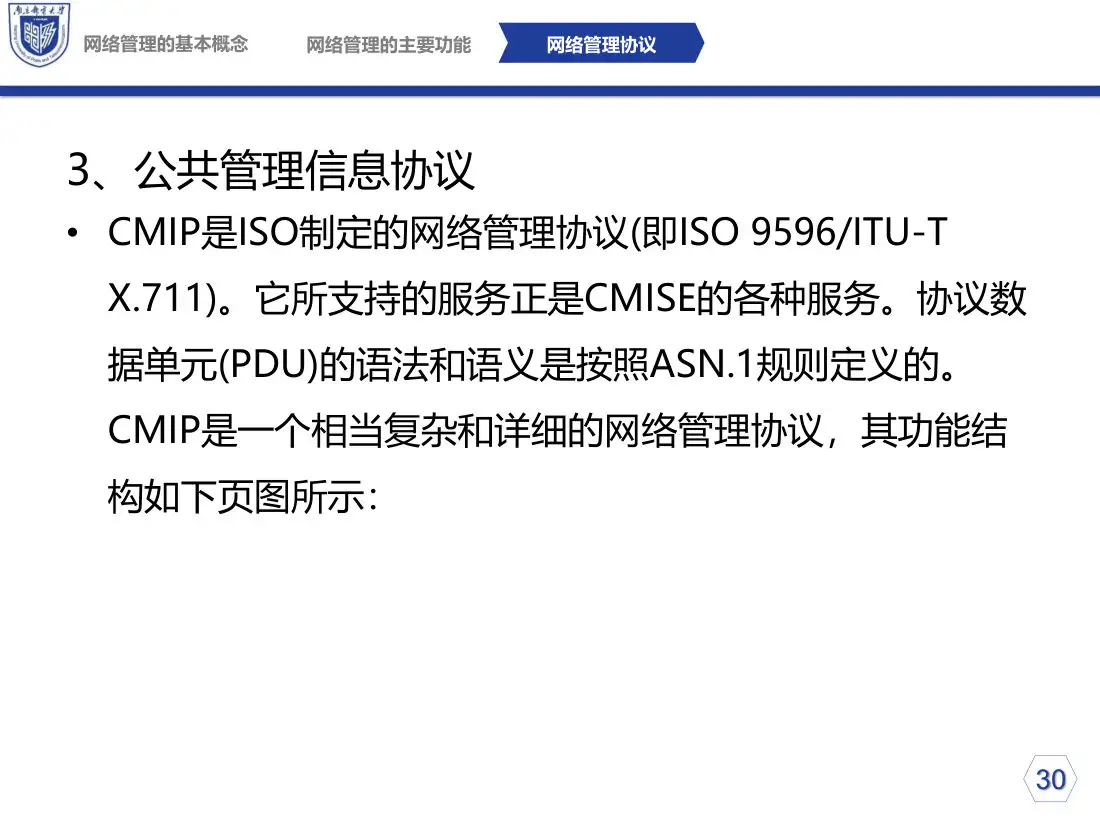 南京邮电大学
网络管理的基本概念
网络管理的主要功能
网络管理协议
3、公共管理信息协议
• CMIP是ISO制定的网络管理协议(即ISO 9596/ITU-T
X.711)。它所支持的服务正是CMISE的各种服务。协议数
据单元(PDU)的语法和语义是按照ASN.1规则定义的。
CMIP是一个相当复杂和详细的网络管理协议，其功能结
构如下页图所示：
30